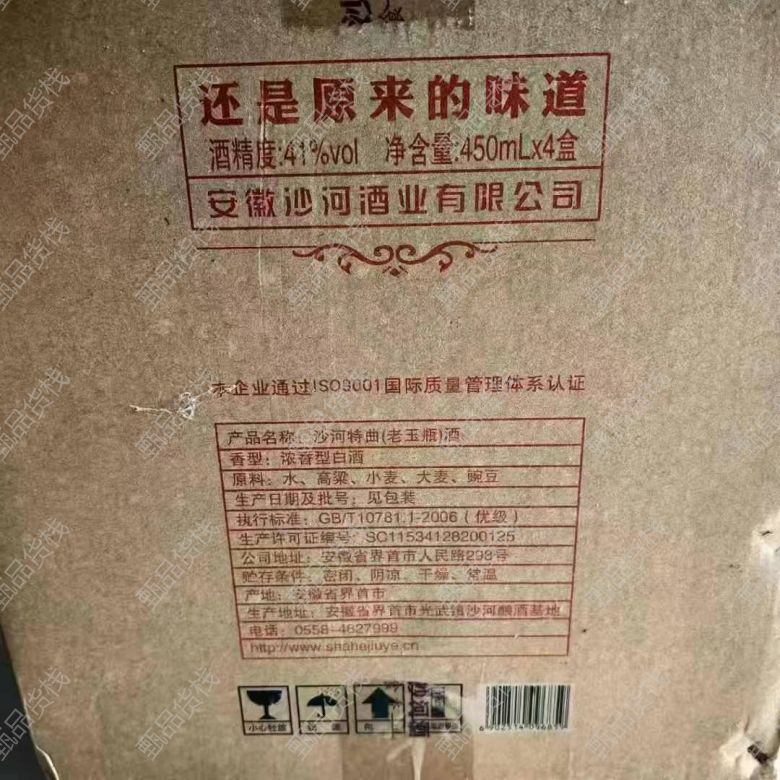 还是原来的味道
酒精度:41%vol 净含量:450mLx4盒
安徽沙河酒业有限公司
本企业通过ISO9001国际质量管理体系认证
产品名称：沙河特曲(老玉瓶)酒
香型：浓香型白酒
原料：水、高粱、小麦、大麦、豌豆
生产日期及批号：见包装
执行标准：GB/T10781.1-2006（优级）
生产许可证编号：SC11534128200125
公司地址：安徽省界首市人民路298号
贮存条件：密闭、阴凉、干燥、常温
产地：安徽省界首市
生产地址：安徽省界首市光武镇沙河酿酒基地
电话：0558-4827999
http://www.shahejiuye.cn
小心轻放
向上
沙河
甄品货栈